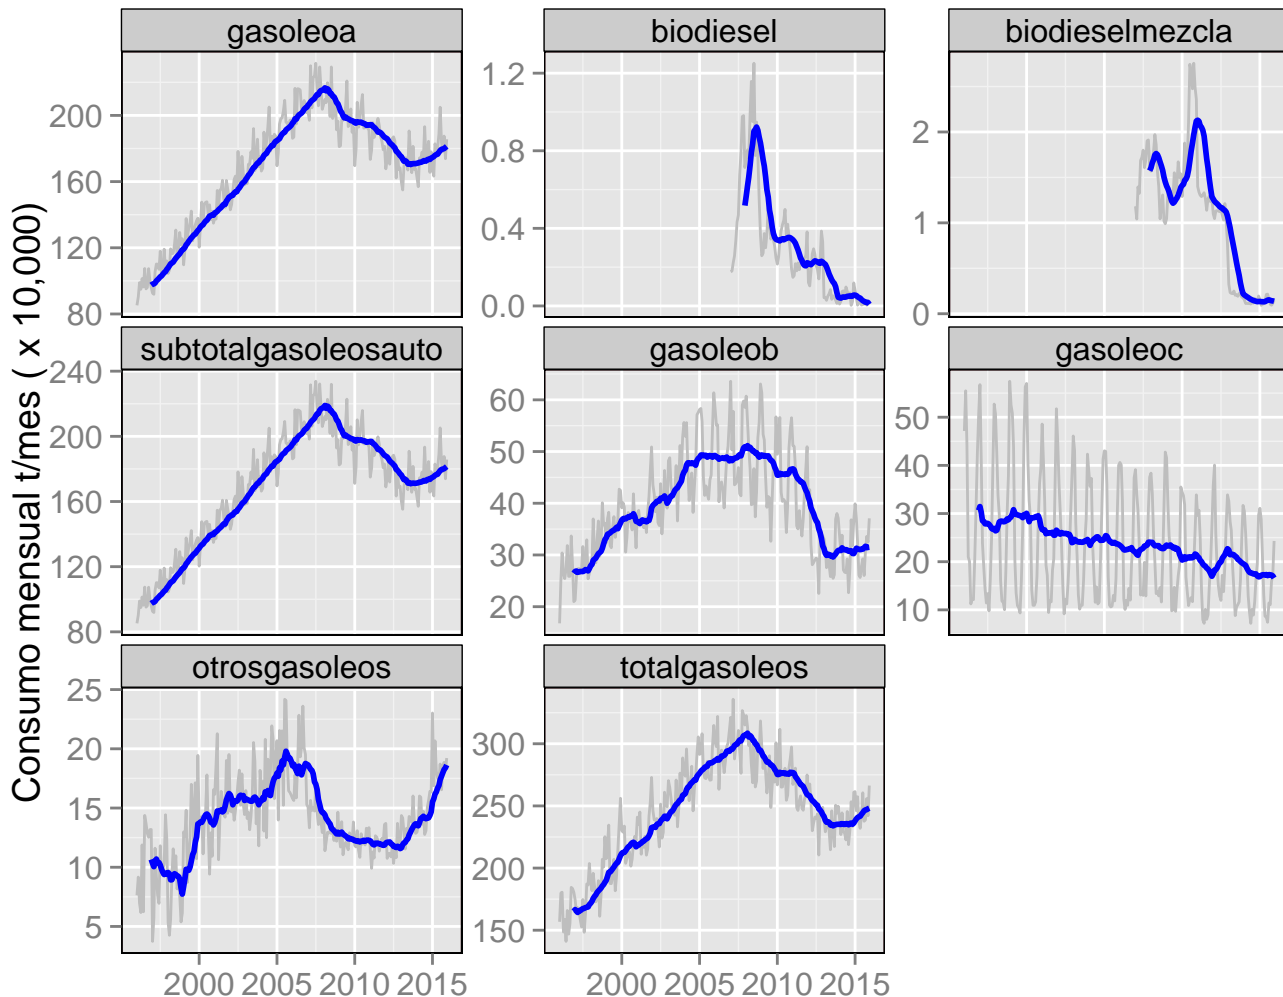 gasoleoa biodiesel biodieselmezcla
200 1.2 2
160 0.8 1
120 0.4 0
80 0.0
subtotalgasoleosauto gasoleob gasoleoc
240 60 50
200 50 40
160 40 30
120 30 20
80 20 10
otrosgasoleos totalgasoleos
25 300
20 250
15 200
10 150
5
2000 2005 2010 2015 2000 2005 2010 2015
Consumo mensual t/mes ( x 10,000)